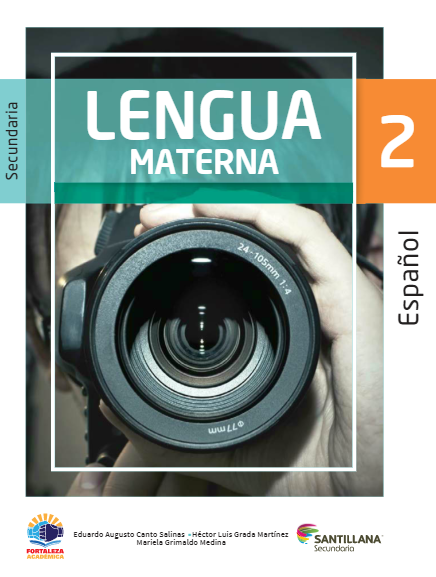 LENGUA
MATERNA
2
Secundaria
Español
24-105mm 1:4
Φ77mm
Eduardo Augusto Canto Salinas •Héctor Luis Grada Martínez
Mariela Grimaldo Medina
FORTALEZA
ACADÉMICA
SANTILLANA
Secundaria